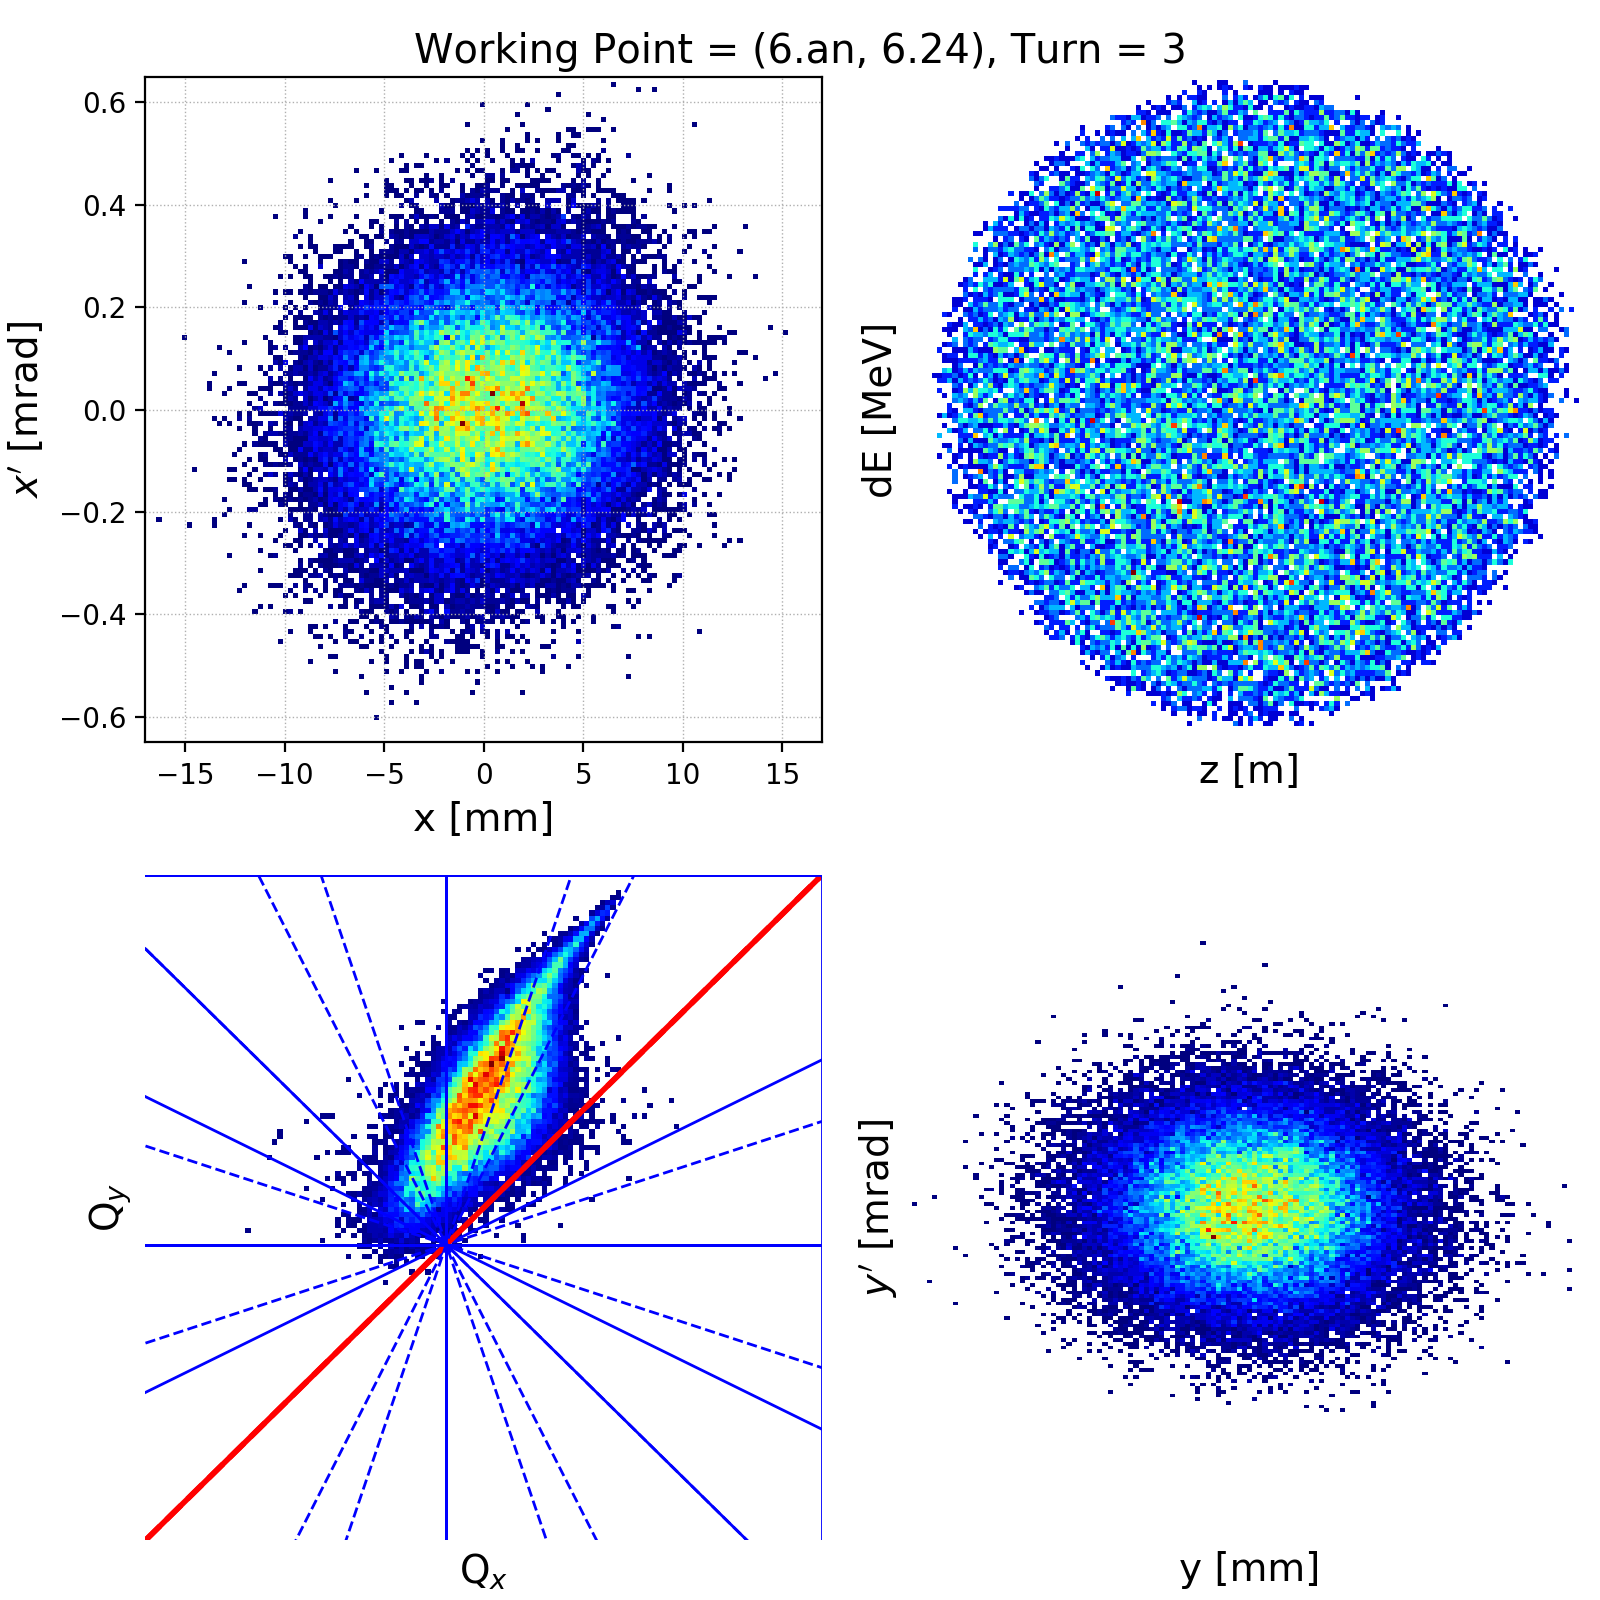 Working Point = (6.an, 6.24), Turn = 3
0.6
0.4
0.2
0.0
−0.2
−0.4
−0.6
x′ [mrad]
−15 −10 −5 0 5 10 15
x [mm]
dE [MeV]
z [m]
Qy
Qx
y′ [mrad]
y [mm]